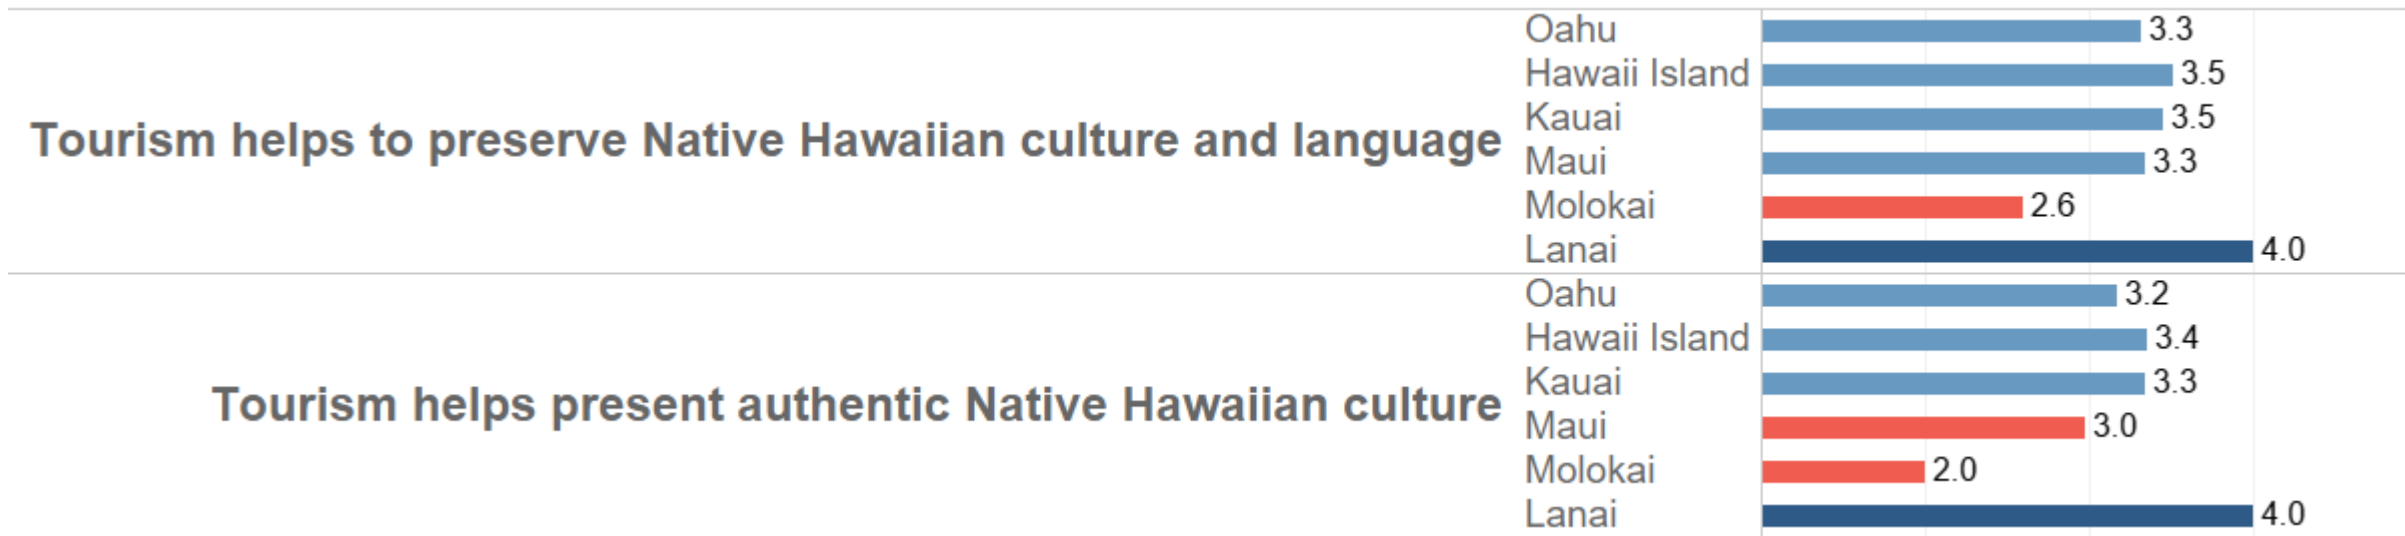 Tourism helps to preserve Native Hawaiian culture and language
Oahu 3.3
Hawaii Island 3.5
Kauai 3.5
Maui 3.3
Molokai 2.6
Lanai 4.0
Tourism helps present authentic Native Hawaiian culture
Oahu 3.2
Hawaii Island 3.4
Kauai 3.3
Maui 3.0
Molokai 2.0
Lanai 4.0